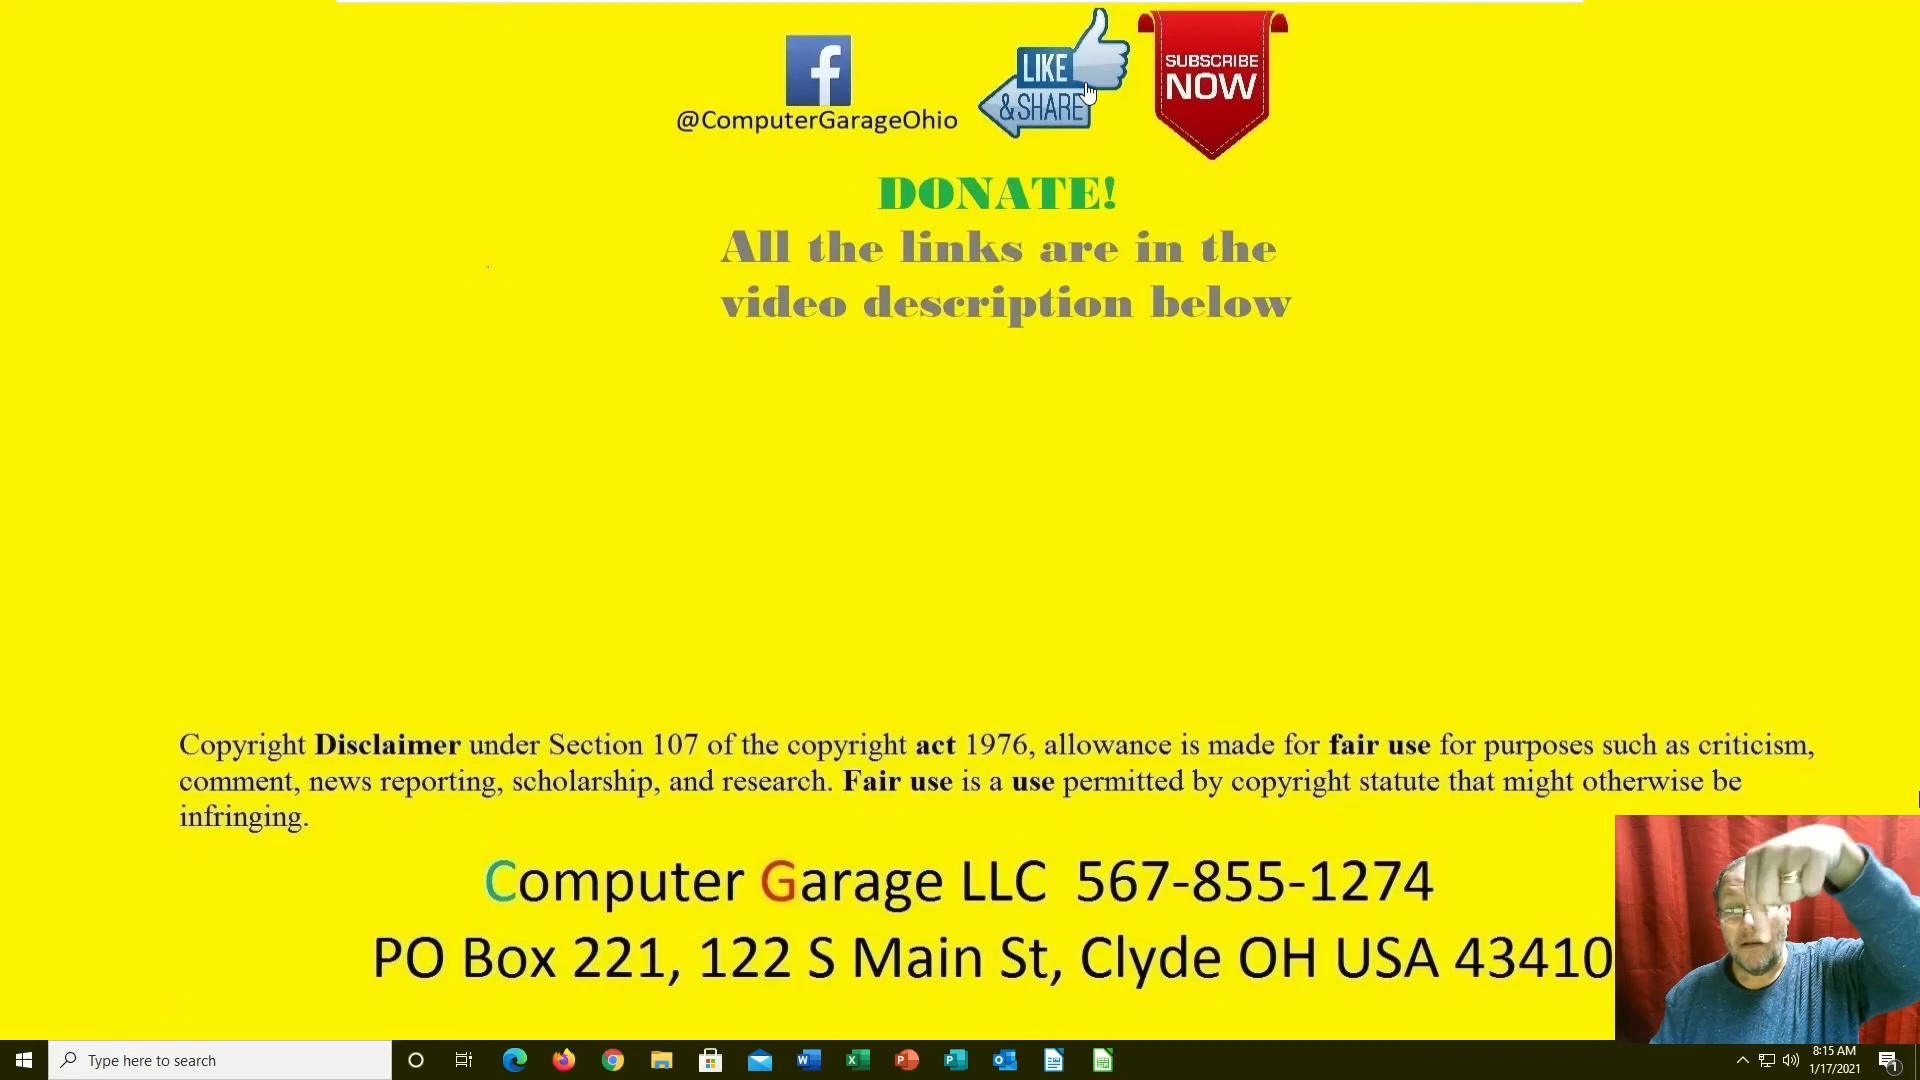 f
@ComputerGarageOhio
LIKE
& SHARE
SUBSCRIBE
NOW
DONATE!
All the links are in the
video description below
Copyright Disclaimer under Section 107 of the copyright act 1976, allowance is made for fair use for purposes such as criticism,
comment, news reporting, scholarship, and research. Fair use is a use permitted by copyright statute that might otherwise be
infringing.
Computer Garage LLC 567-855-1274
PO Box 221, 122 S Main St, Clyde OH USA 43410
Type here to search
8:15 AM
1/17/2021
1